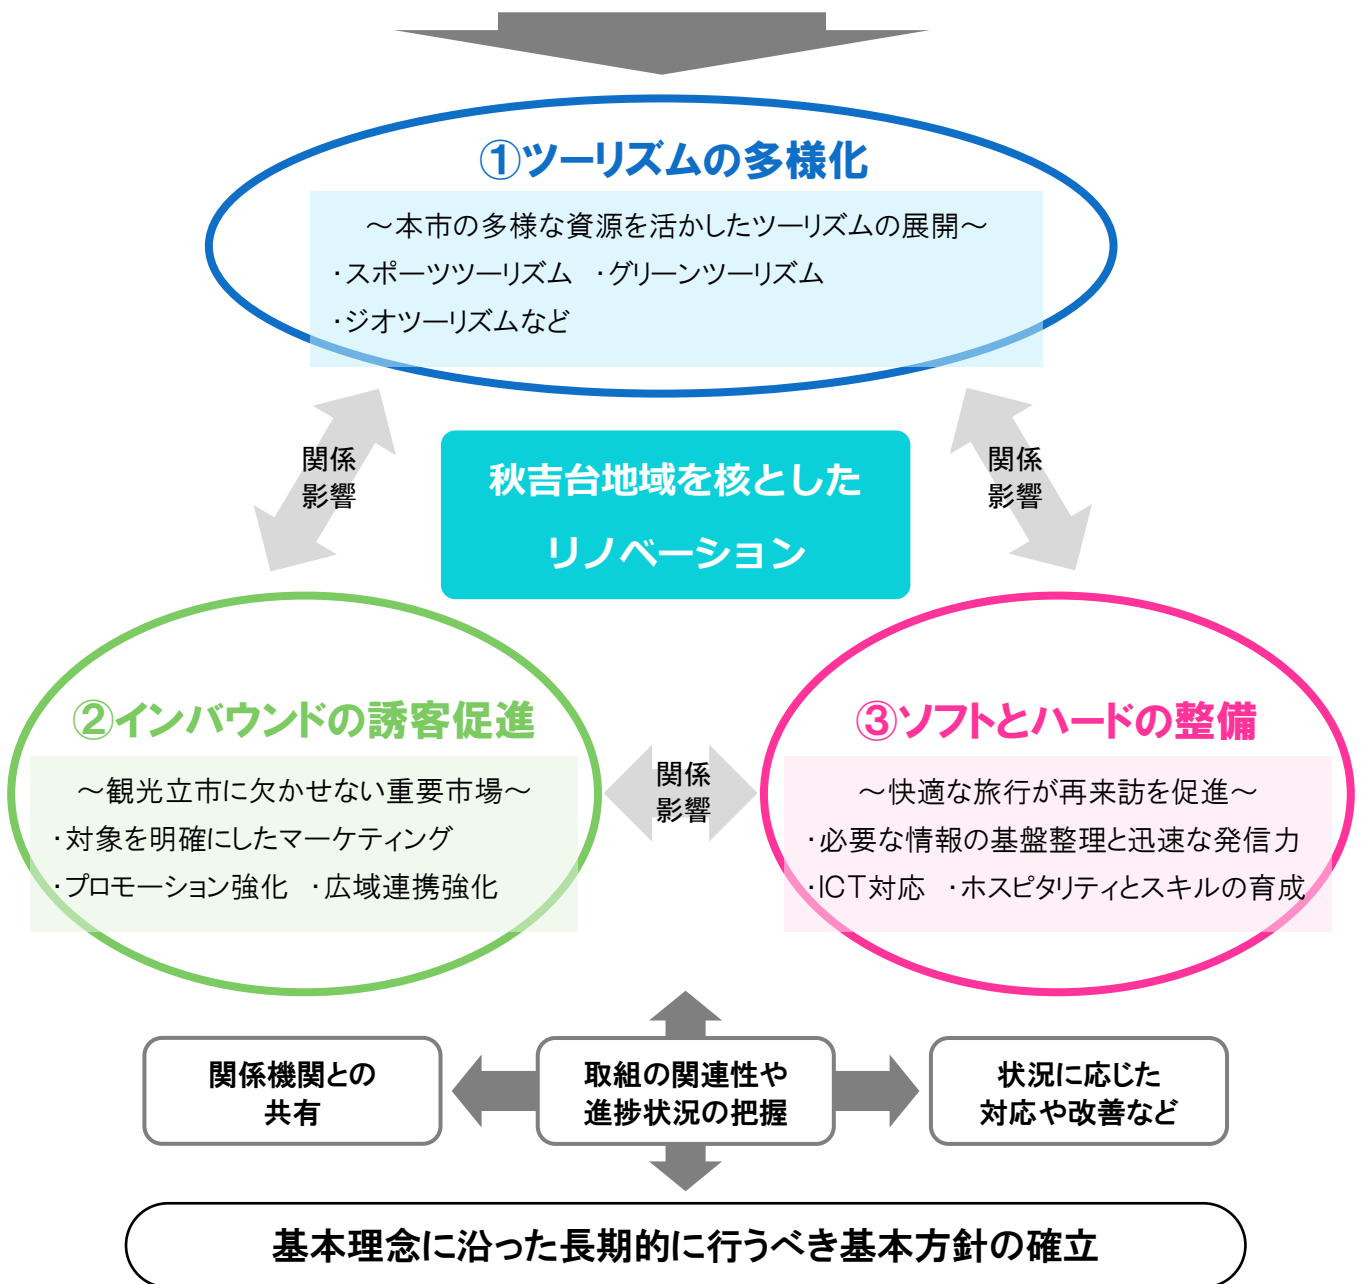 ①ツーリズムの多様化
～本市の多様な資源を活かしたツーリズムの展開～
・スポーツツーリズム　・グリーンツーリズム
・ジオツーリズムなど
関係
影響
秋吉台地域を核とした
リノベーション
関係
影響
②インバウンドの誘客促進
～観光立市に欠かせない重要市場～
・対象を明確にしたマーケティング
・プロモーション強化　・広域連携強化
関係
影響
③ソフトとハードの整備
～快適な旅行が再来訪を促進～
・必要な情報の基盤整理と迅速な発信力
・ICT対応　・ホスピタリティとスキルの育成
関係機関との
共有
取組の関連性や
進捗状況の把握
状況に応じた
対応や改善など
基本理念に沿った長期的に行うべき基本方針の確立